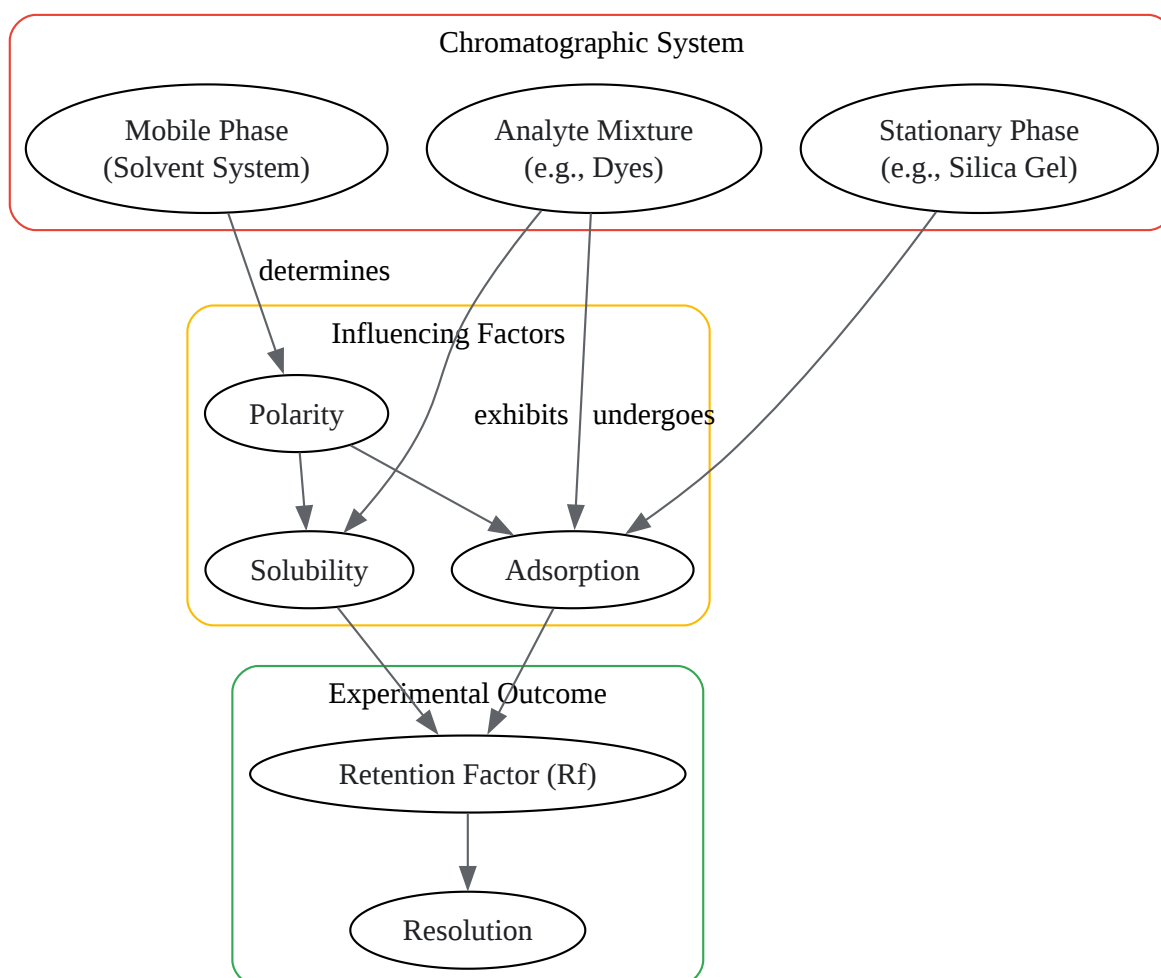 Chromatographic System
Mobile Phase
(Solvent System)
Analyte Mixture
(e.g., Dyes)
Stationary Phase
(e.g., Silica Gel)
determines
Influencing Factors
Polarity
exhibits
undergoes
Solubility
Adsorption
Experimental Outcome
Retention Factor (Rf)
Resolution